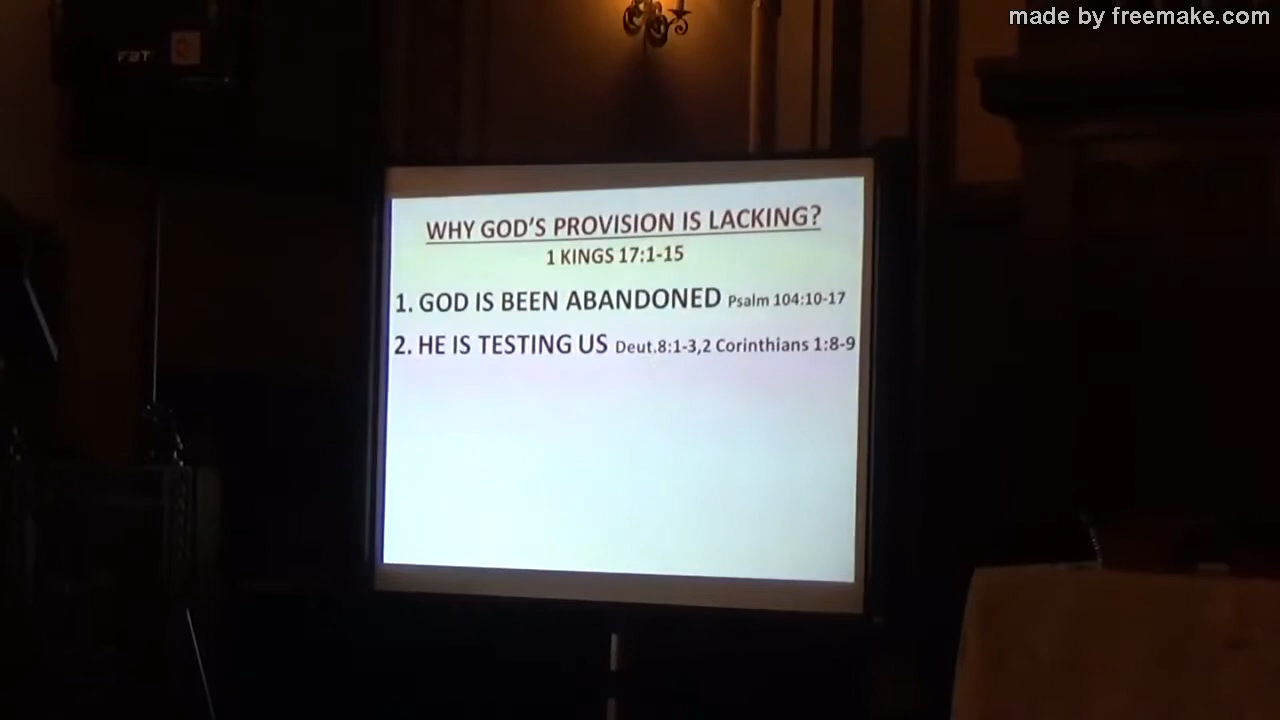 made by freemake.com
FBT
WHY GOD'S PROVISION IS LACKING?
1 KINGS 17:1-15
1. GOD IS BEEN ABANDONED Psalm 104:10-17
2. HE IS TESTING US Deut.8:1-3,2 Corinthians 1:8-9